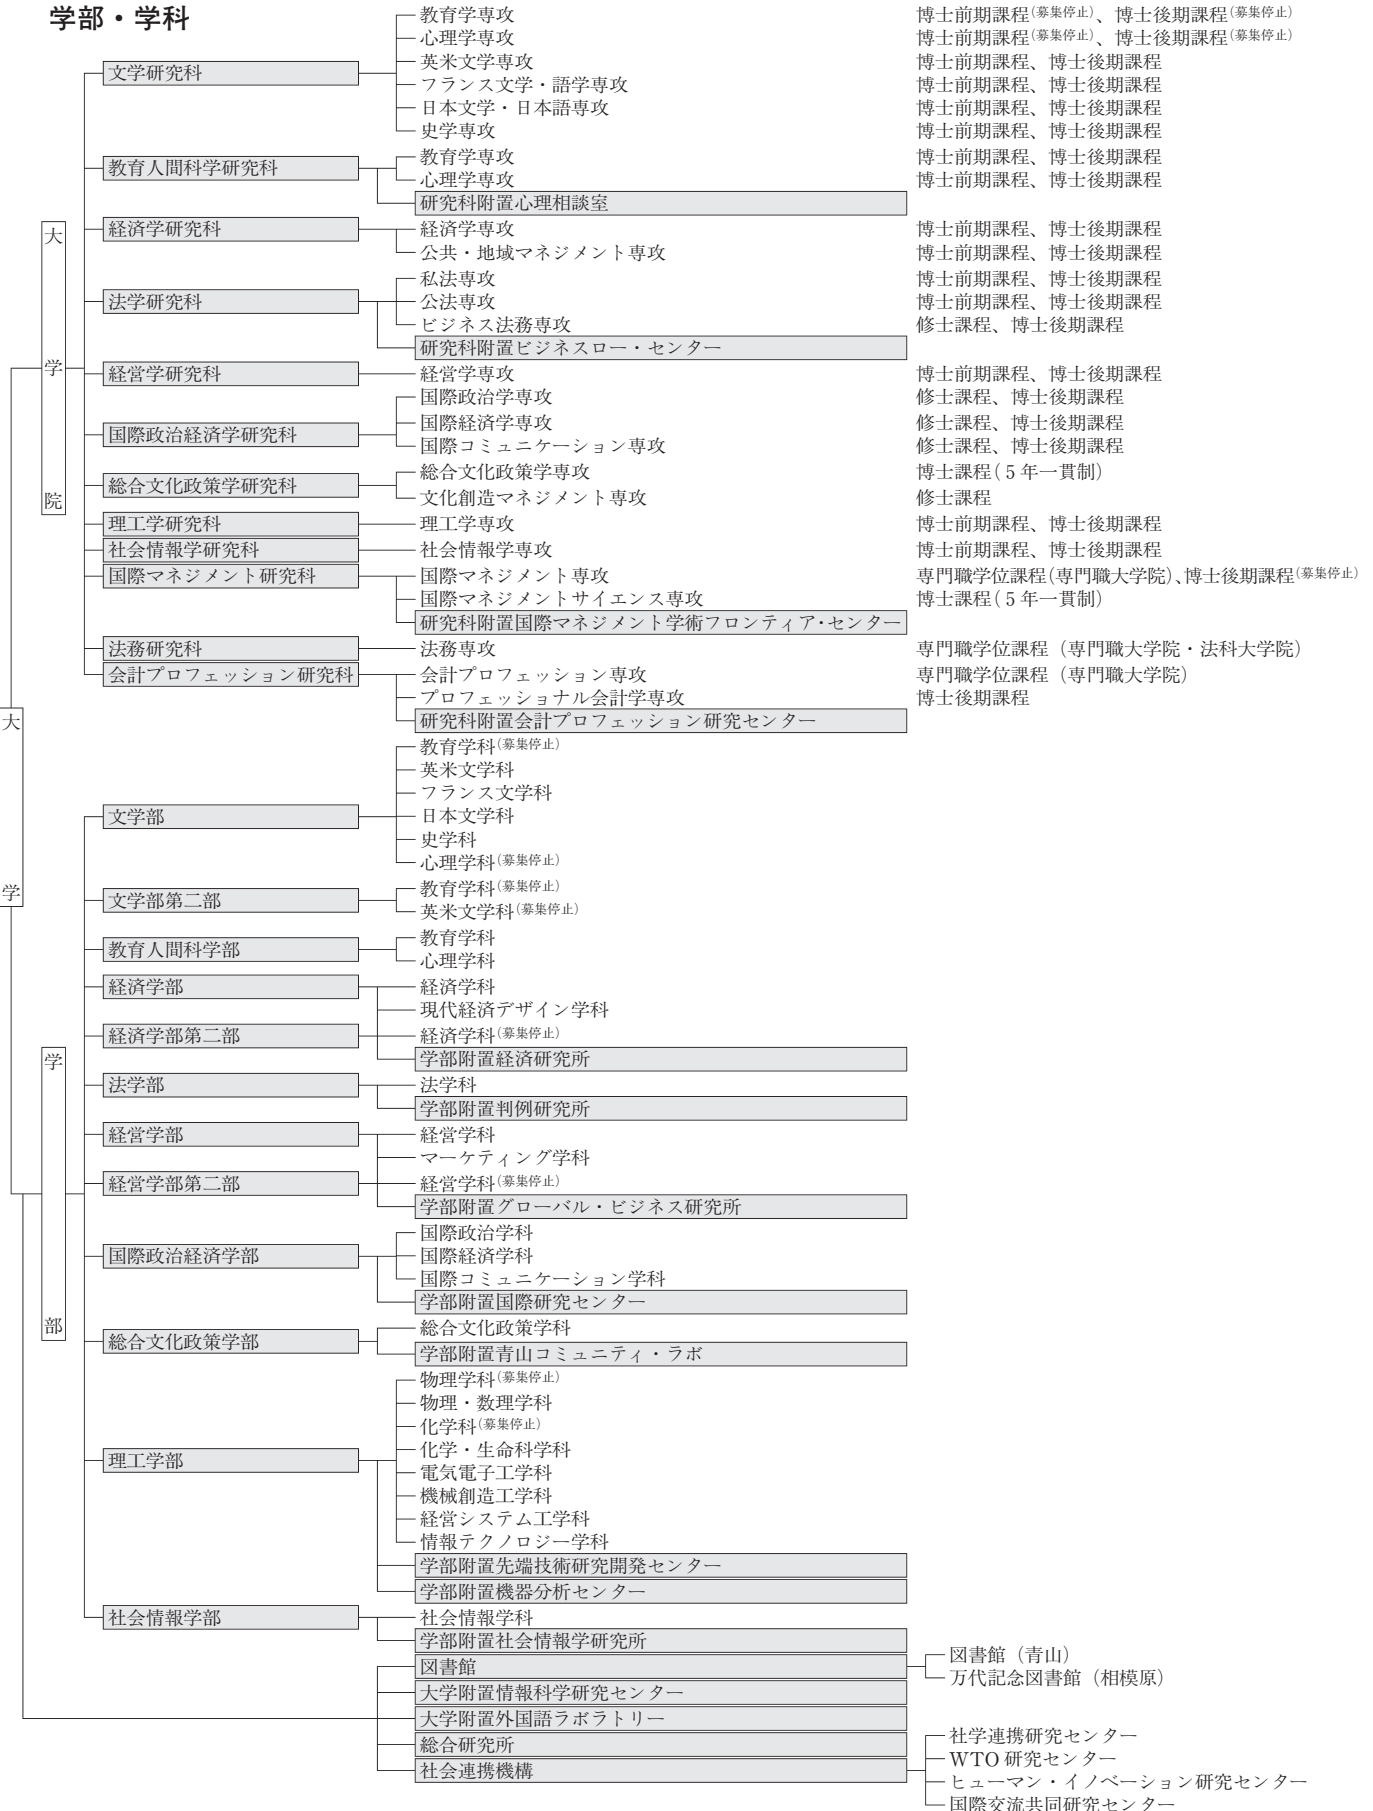 学部・学科
大学
大学院
文学研究科
教育学専攻 博士前期課程(募集停止)、博士後期課程(募集停止)
心理学専攻 博士前期課程(募集停止)、博士後期課程(募集停止)
英米文学専攻 博士前期課程、博士後期課程
フランス文学・語学専攻 博士前期課程、博士後期課程
日本文学・日本語専攻 博士前期課程、博士後期課程
史学専攻 博士前期課程、博士後期課程
教育人間科学研究科
教育学専攻 博士前期課程、博士後期課程
心理学専攻 博士前期課程、博士後期課程
研究科附置心理相談室
経済学研究科
経済学専攻 博士前期課程、博士後期課程
公共・地域マネジメント専攻 博士前期課程、博士後期課程
法学研究科
私法専攻 博士前期課程、博士後期課程
公法専攻 博士前期課程、博士後期課程
ビジネス法務専攻 修士課程、博士後期課程
研究科附置ビジネスロー・センター
経営学研究科
経営学専攻 博士前期課程、博士後期課程
国際政治経済学研究科
国際政治学専攻 修士課程、博士後期課程
国際経済学専攻 修士課程、博士後期課程
国際コミュニケーション専攻 修士課程、博士後期課程
総合文化政策学研究科
総合文化政策学専攻 博士課程(5年一貫制)
文化創造マネジメント専攻 修士課程
理工学研究科
理工学専攻 博士前期課程、博士後期課程
社会情報学研究科
社会情報学専攻 博士前期課程、博士後期課程
国際マネジメント研究科
国際マネジメント専攻 専門職学位課程(専門職大学院)、博士後期課程(募集停止)
国際マネジメントサイエンス専攻 博士課程(5年一貫制)
研究科附置国際マネジメント学術フロンティア・センター
法務研究科
法務専攻 専門職学位課程（専門職大学院・法科大学院）
会計プロフェッション研究科
会計プロフェッション専攻 専門職学位課程（専門職大学院）
プロフェッショナル会計学専攻 博士後期課程
研究科附置会計プロフェッション研究センター
学部
文学部
教育学科(募集停止)
英米文学科
フランス文学科
日本文学科
史学科
心理学科(募集停止)
文学部第二部
教育学科(募集停止)
英米文学科(募集停止)
教育人間科学部
教育学科
心理学科
経済学部
経済学科
現代経済デザイン学科
経済学部第二部
経済学科(募集停止)
学部附置経済研究所
法学部
法学科
学部附置判例研究所
経営学部
経営学科
マーケティング学科
経営学部第二部
経営学科(募集停止)
学部附置グローバル・ビジネス研究所
国際政治経済学部
国際政治学科
国際経済学科
国際コミュニケーション学科
学部附置国際研究センター
総合文化政策学部
総合文化政策学科
学部附置青山コミュニティ・ラボ
理工学部
物理学科(募集停止)
物理・数理学科
化学科(募集停止)
化学・生命科学科
電気電子工学科
機械創造工学科
経営システム工学科
情報テクノロジー学科
学部附置先端技術研究開発センター
学部附置機器分析センター
社会情報学部
社会情報学科
学部附置社会情報学研究所
図書館
図書館（青山）
万代記念図書館（相模原）
大学附置情報科学研究センター
大学附置外国語ラボラトリー
総合研究所
社会連携機構
社学連携研究センター
WTO 研究センター
ヒューマン・イノベーション研究センター
国際交流共同研究センター